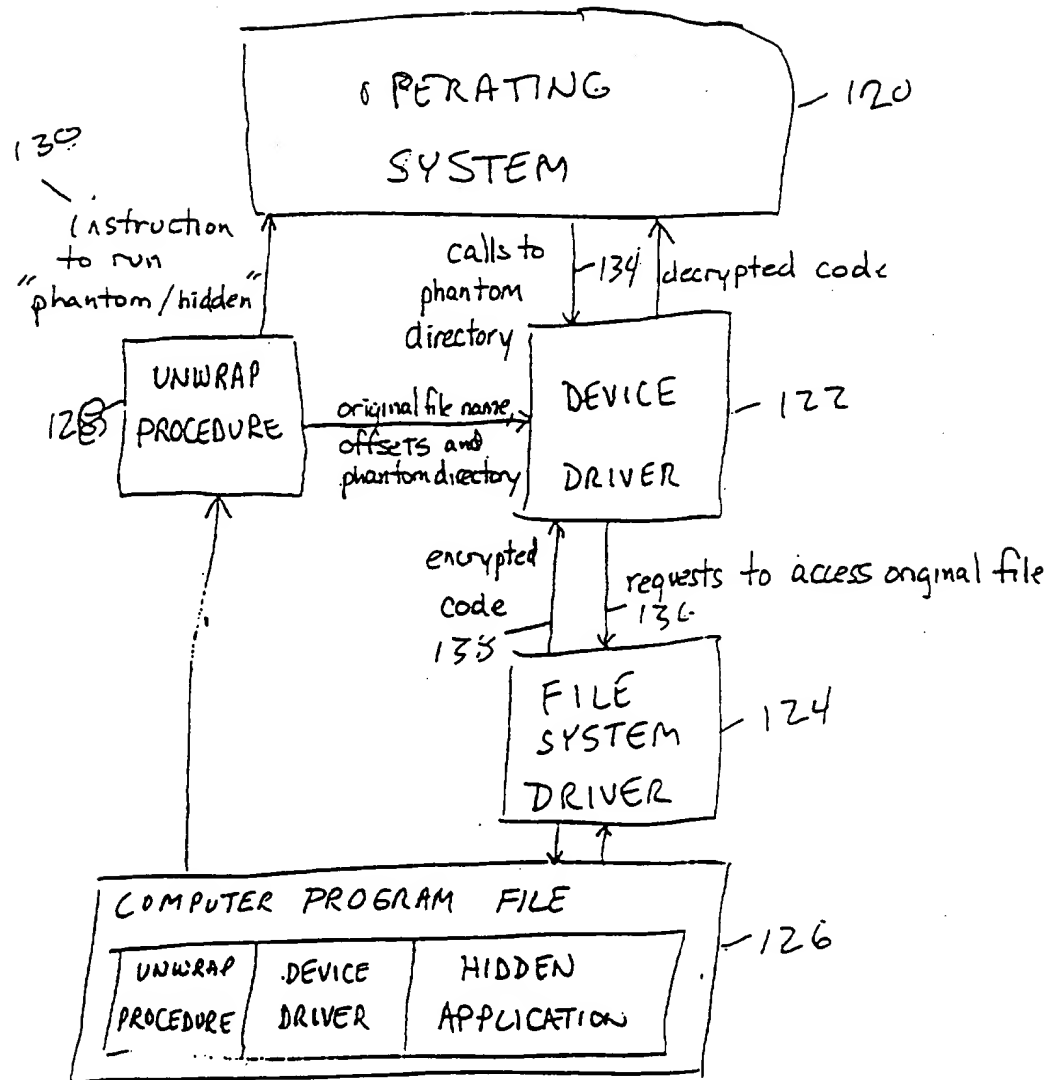 OPERATING
SYSTEM
120
130
instruction
to run
"phantom/hidden"
calls to
phantom
directory
134
decrypted code
UNWRAP
PROCEDURE
128
original file name,
offsets and
phantom directory
DEVICE
DRIVER
122
encrypted
code
138
requests to access original file
136
FILE
SYSTEM
DRIVER
124
COMPUTER PROGRAM FILE
126
UNWRAP
PROCEDURE
DEVICE
DRIVER
HIDDEN
APPLICATION